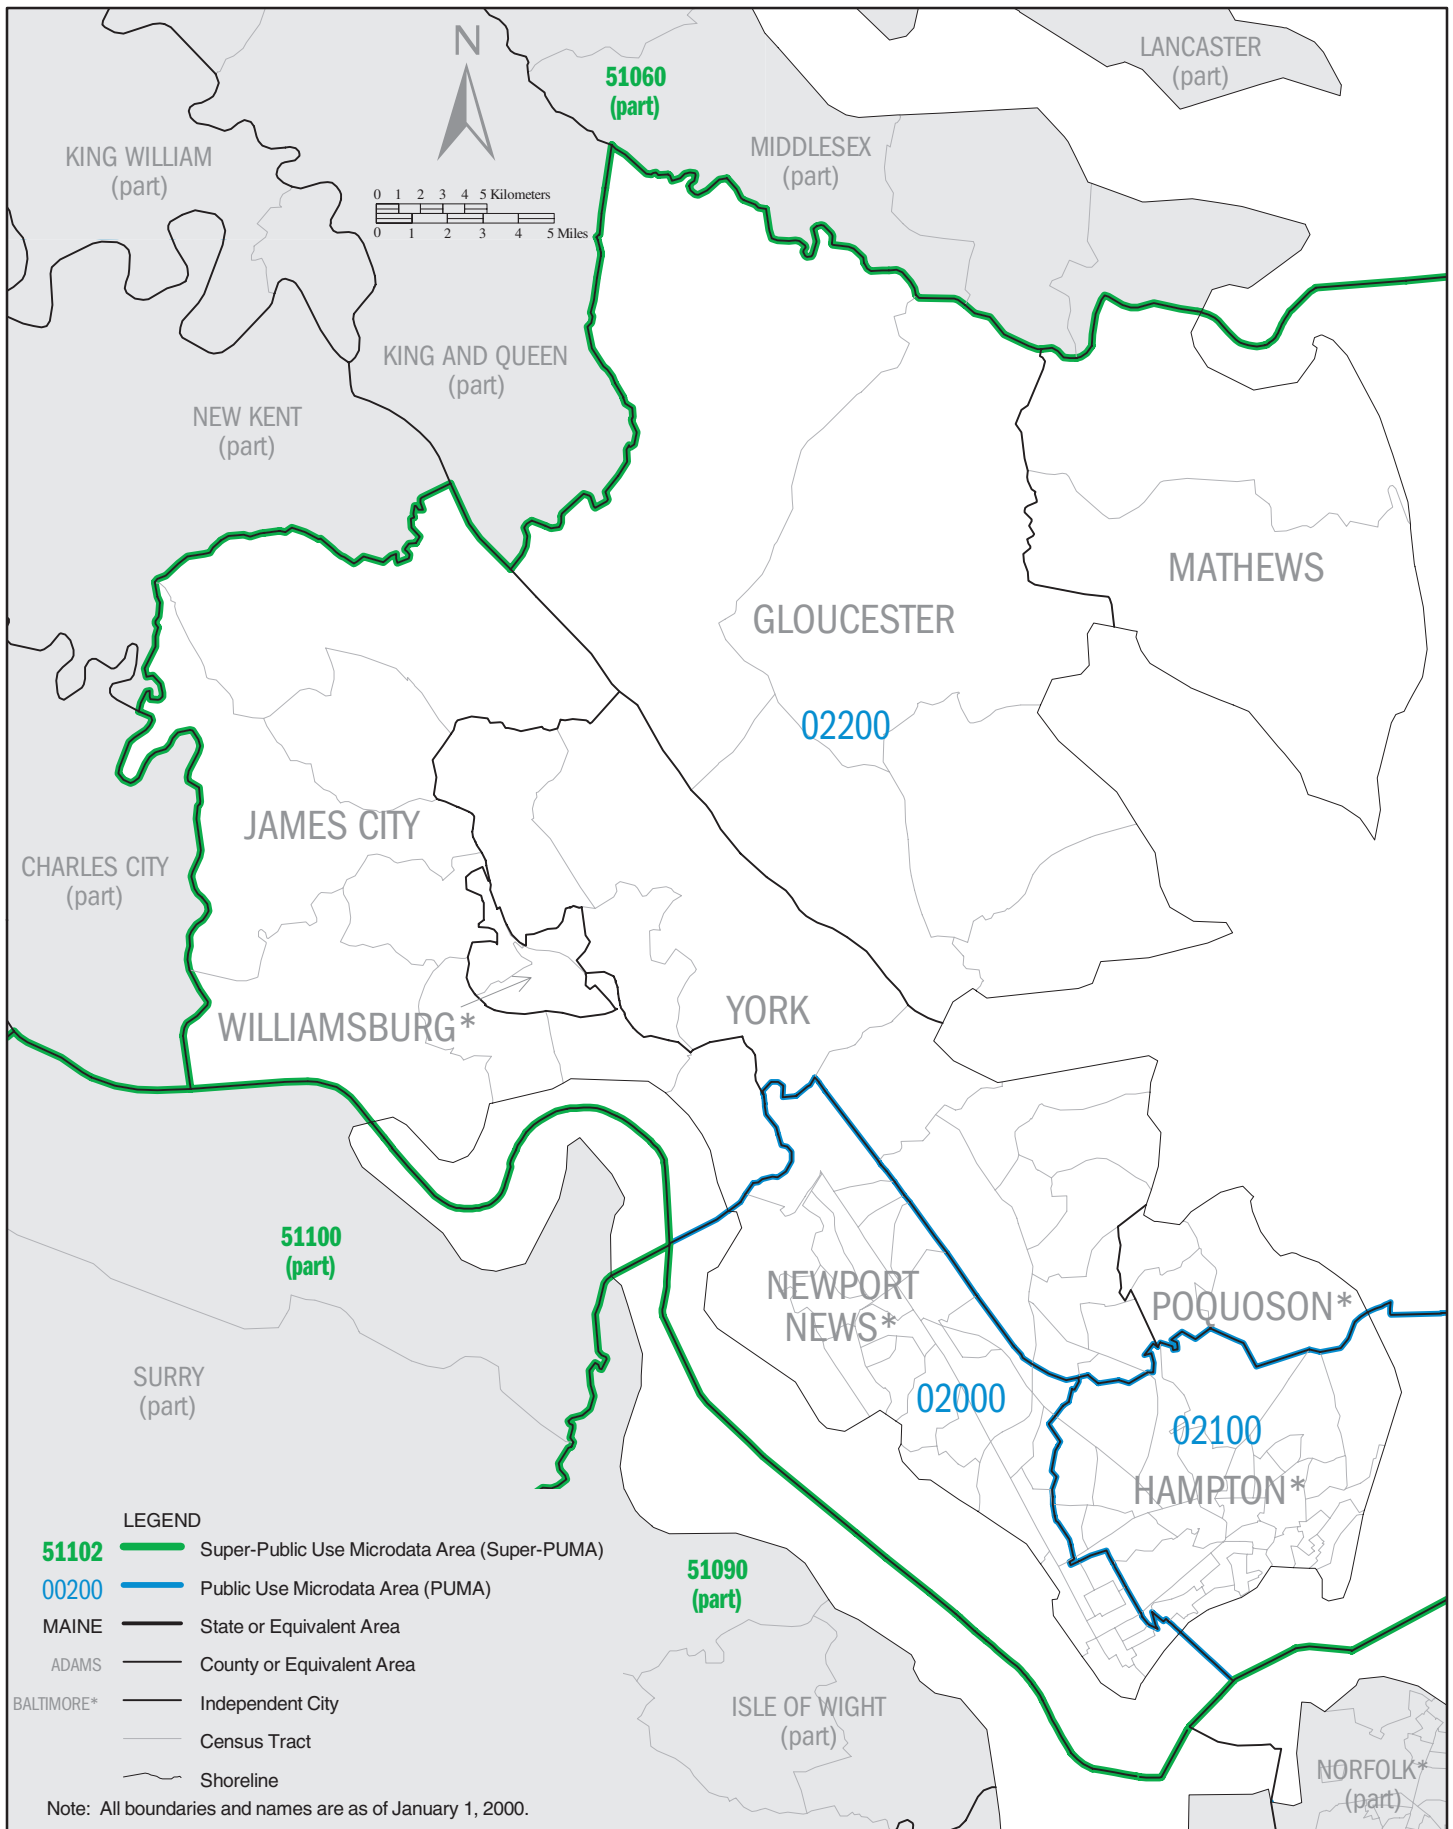 N
LANCASTER
(part)
51060
(part)
KING WILLIAM
(part)
MIDDLESEX
(part)
0 1 2 3 4 5 Kilometers
0 1 2 3 4 5 Miles
KING AND QUEEN
(part)
NEW KENT
(part)
MATHEWS
GLOUCESTER
02200
JAMES CITY
CHARLES CITY
(part)
YORK
WILLIAMSBURG*
51100
(part)
NEWPORT
NEWS*
POQUOSON*
SURRY
(part)
02000
02100
HAMPTON*
51090
(part)
ISLE OF WIGHT
(part)
NORFOLK*
(part)
LEGEND
51102 Super-Public Use Microdata Area (Super-PUMA)
00200 Public Use Microdata Area (PUMA)
MAINE State or Equivalent Area
ADAMS County or Equivalent Area
BALTIMORE* Independent City
Census Tract
Shoreline
Note: All boundaries and names are as of January 1, 2000.